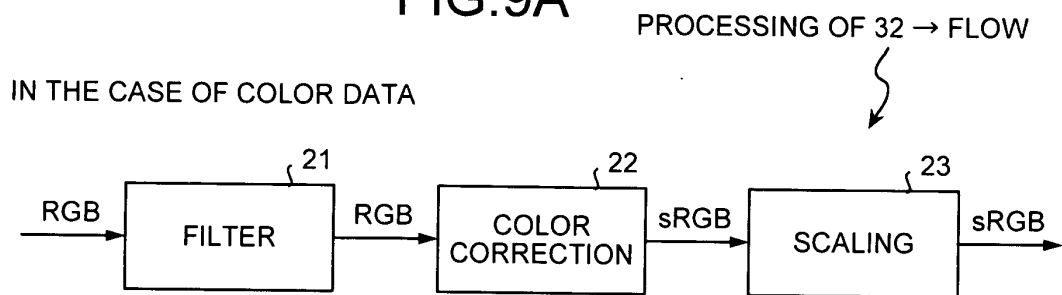 FIG.9A
PROCESSING OF 32 → FLOW
IN THE CASE OF COLOR DATA
21
22
23
RGB
FILTER
RGB
COLOR
CORRECTION
sRGB
SCALING
sRGB